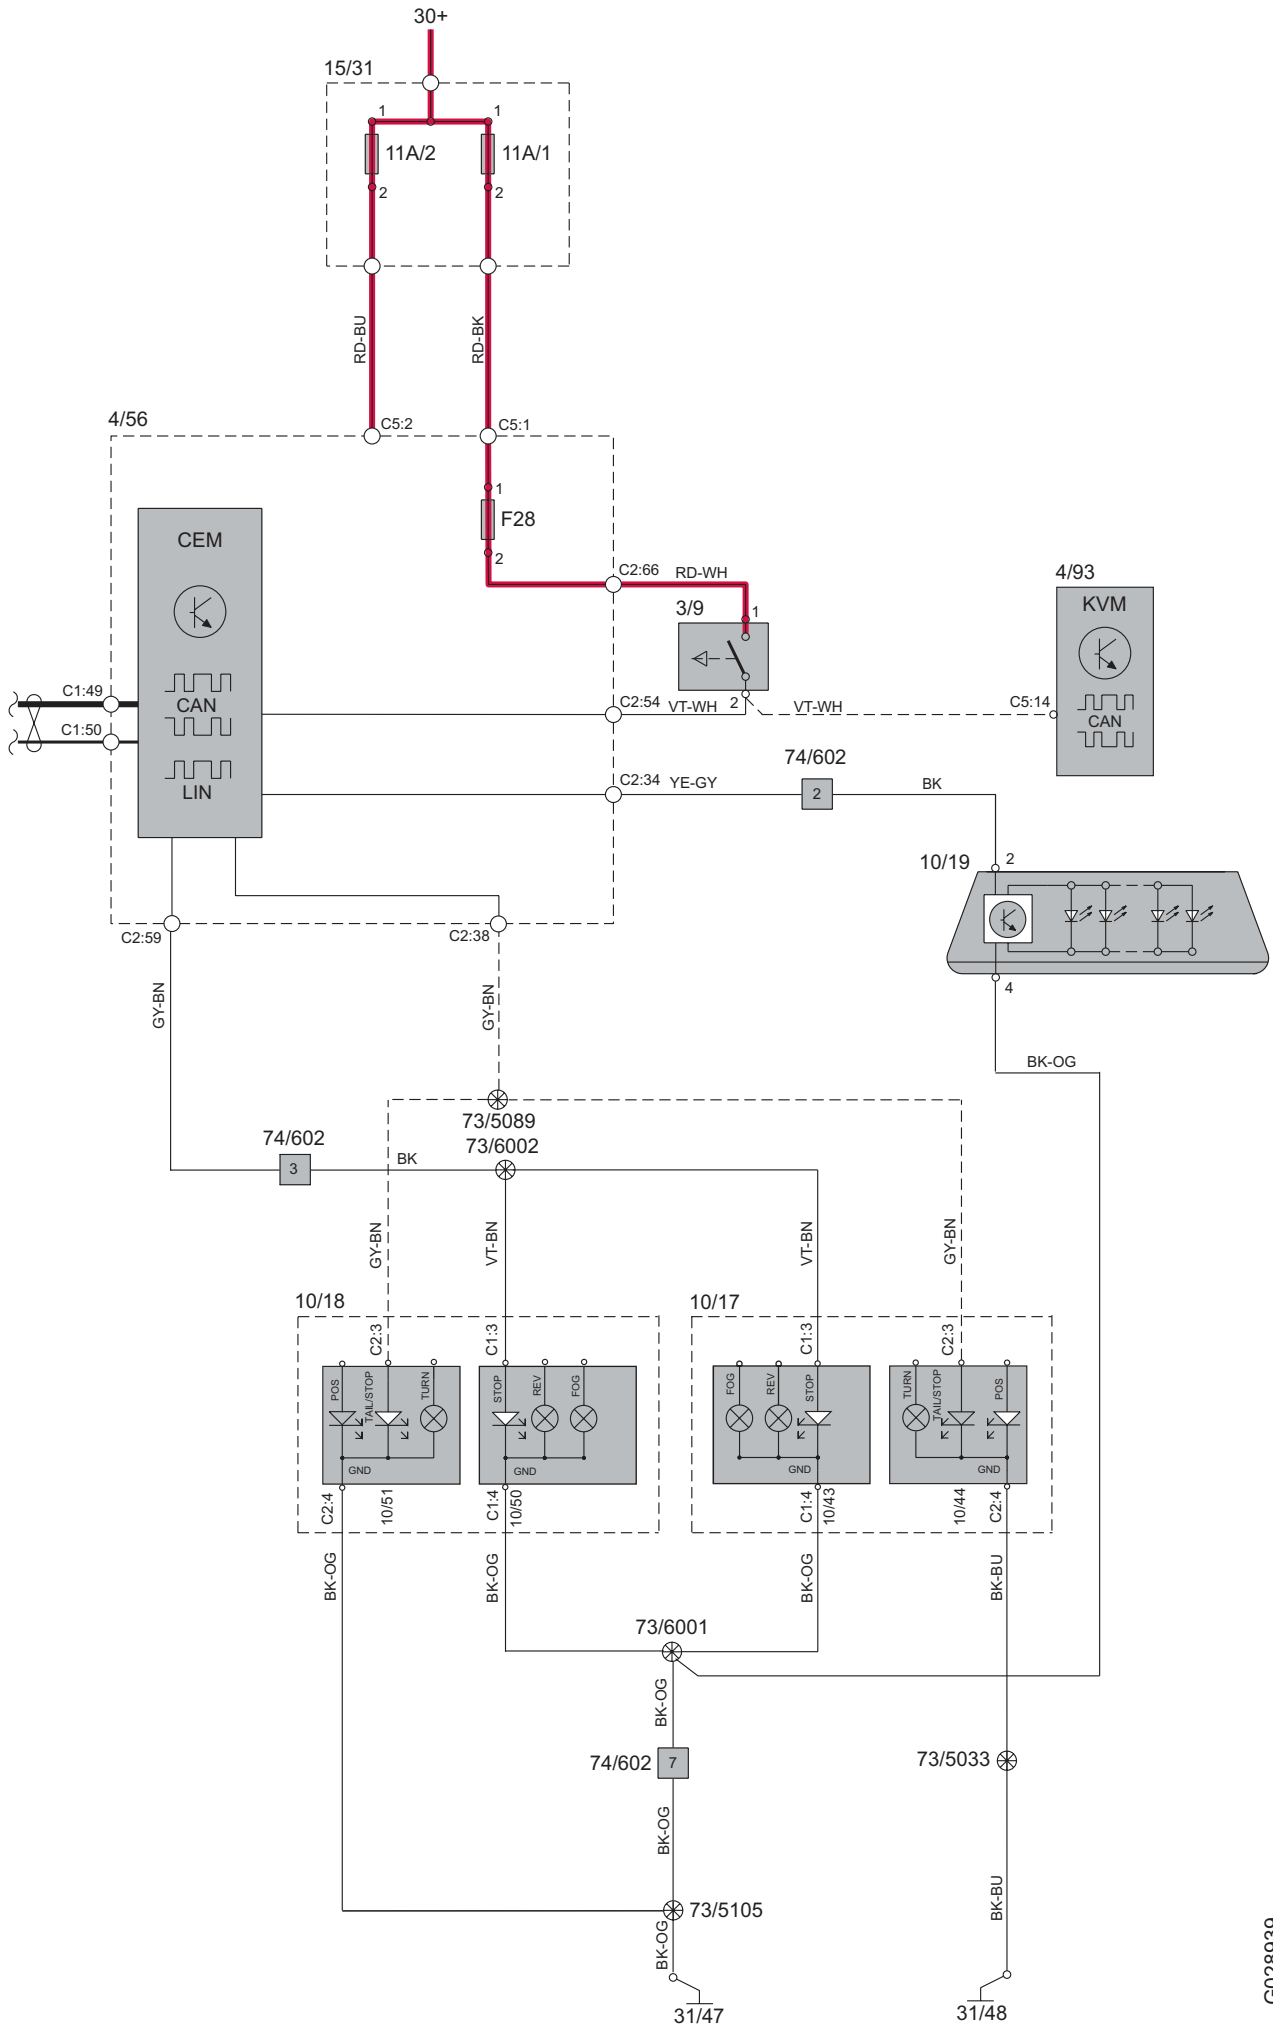 30+
15/31
1
1
11A/2
11A/1
2
2
RD-BU
RD-BK
4/56
C5:2
C5:1
1
F28
2
CEM
C2:66
RD-WH
4/93
3/9
1
KVM
C1:49
CAN
C2:54
VT-WH
2
VT-WH
C5:14
CAN
C1:50
74/602
LIN
C2:34
YE-GY
2
BK
10/19
2
C2:59
C2:38
4
GY-BN
GY-BN
BK-OG
73/5089
74/602
73/6002
3
BK
GY-BN
VT-BN
VT-BN
GY-BN
10/18
10/17
C2:3
C1:3
C1:3
C2:3
POS
TAIL/STOP
TURN
STOP
REV
FOG
FOG
REV
STOP
TURN
TAIL/STOP
POS
GND
GND
GND
GND
C2:4
10/51
C1:4
10/50
C1:4
10/43
10/44
C2:4
BK-OG
BK-OG
BK-OG
BK-BU
73/6001
BK-OG
74/602
7
73/5033
BK-OG
BK-BU
73/5105
BK-OG
31/47
31/48
G028939